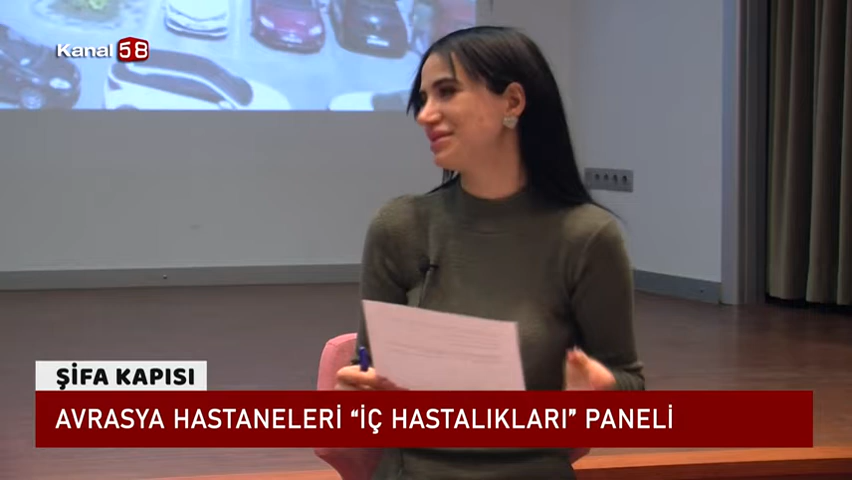 Kanal 58
ŞİFA KAPISI
AVRASYA HASTANELERİ “İÇ HASTALIKLARI” PANELİ